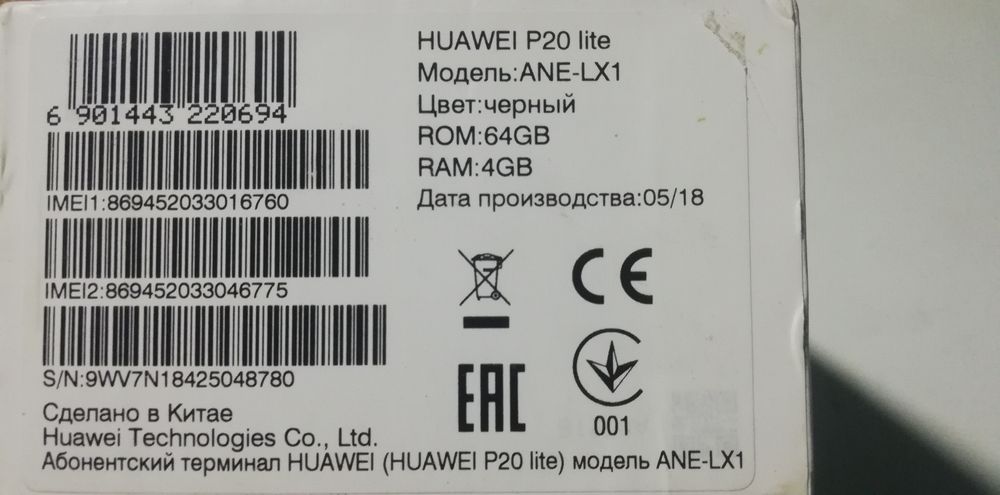 6 901443 220694
IMEI1:869452033016760
IMEI2:869452033046775
S/N:9WV7N18425048780
HUAWEI P20 lite
Модель:ANE-LX1
Цвет:черный
ROM:64GB
RAM:4GB
Дата производства:05/18
CE
EAC
001
Сделано в Китае
Huawei Technologies Co., Ltd.
Абонентский терминал HUAWEI (HUAWEI P20 lite) модель ANE-LX1